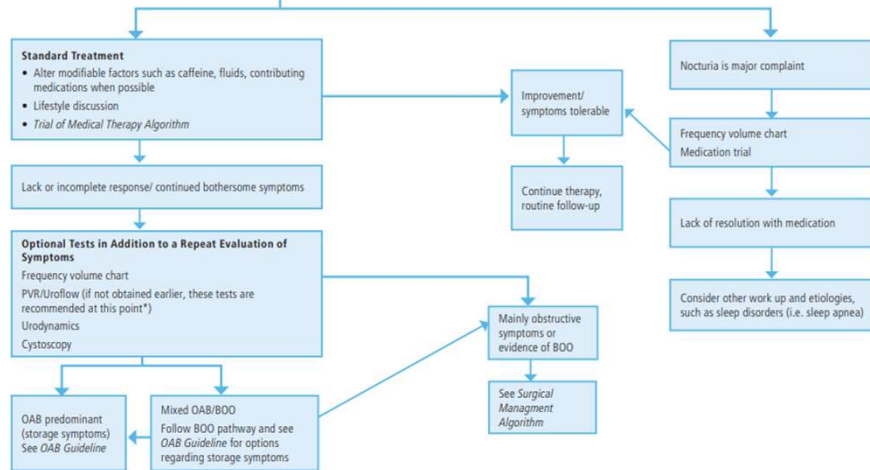 Standard Treatment
• Alter modifiable factors such as caffeine, fluids, contributing
medications when possible
• Lifestyle discussion
• Trial of Medical Therapy Algorithm
Lack or incomplete response/ continued bothersome symptoms
Optional Tests in Addition to a Repeat Evaluation of
Symptoms
Frequency volume chart
PVR/Uroflow (if not obtained earlier, these tests are
recommended at this point*)
Urodynamics
Cystoscopy
OAB predominant
(storage symptoms)
See OAB Guideline
Mixed OAB/BOO
Follow BOO pathway and see
OAB Guideline for options
regarding storage symptoms
Improvement/
symptoms tolerable
Continue therapy,
routine follow-up
Mainly obstructive
symptoms or
evidence of BOO
See Surgical
Managment
Algorithm
Nocturia is major complaint
Frequency volume chart
Medication trial
Lack of resolution with medication
Consider other work up and etiologies,
such as sleep disorders (i.e. sleep apnea)